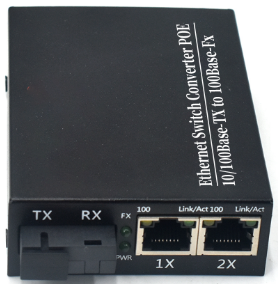 Ethernet Switch Converter POE
10/100Base-TX to 100Base-Fx
TX RX FX 100 Link/Act 100 Link/Act
PWR 1X 2X